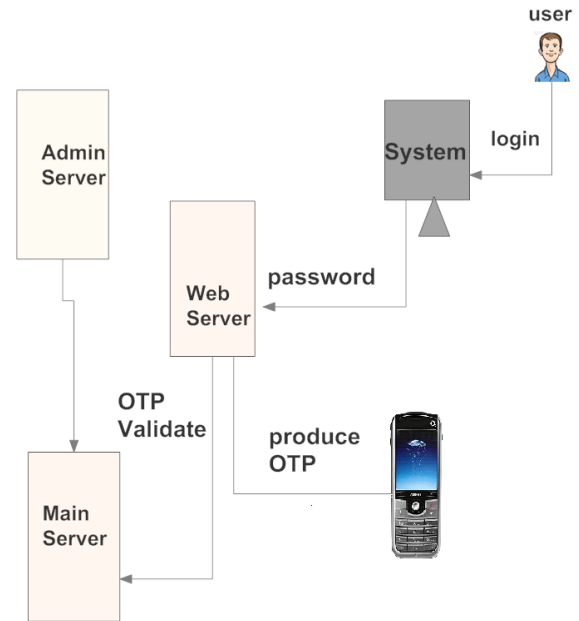 user
login
System
Admin
Server
password
Web
Server
OTP
Validate
produce
OTP
Main
Server